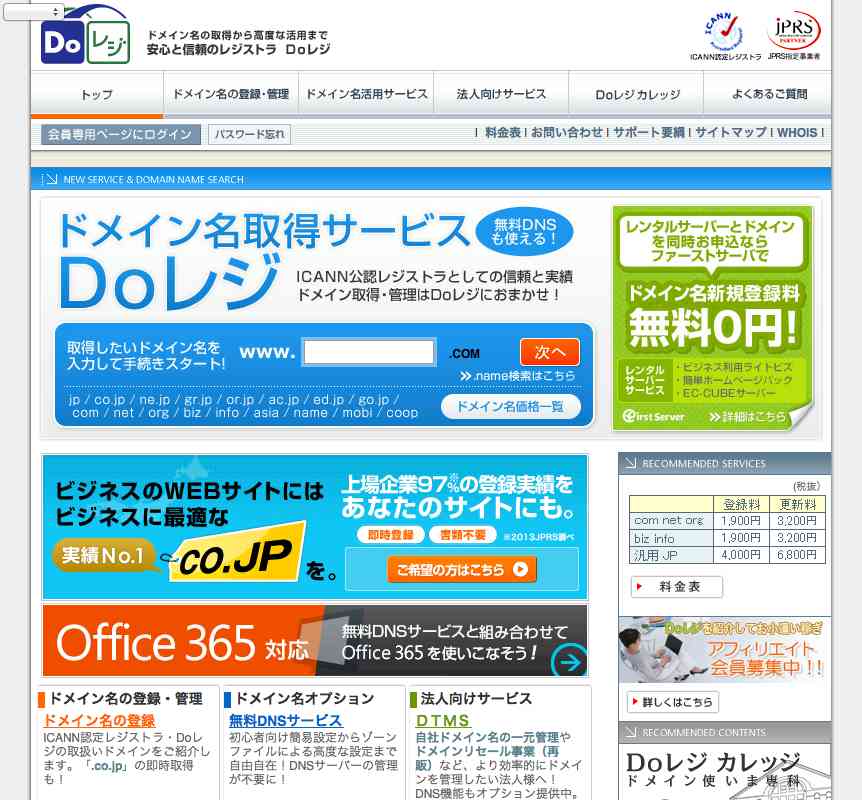 Do レジ
ドメイン名の取得から高度な活用まで
安心と信頼のレジストラ Doレジ
ICANN
ICANN認定レジストラ
JPRS
PARTNER
JPRS指定事業者
トップ
ドメイン名の登録・管理
ドメイン名活用サービス
法人向けサービス
Doレジ カレッジ
よくあるご質問
会員専用ページにログイン
パスワード忘れ
| 料金表 | お問い合わせ | サポート要綱 | サイトマップ | WHOIS |
NEW SERVICE & DOMAIN NAME SEARCH
ドメイン名取得サービス
無料DNS
も使える！
Doレジ
ICANN公認レジストラとしての信頼と実績
ドメイン取得・管理はDoレジにおまかせ！
取得したいドメイン名を
入力して手続きスタート!
www.
.COM
次へ
.name検索はこちら
jp / co.jp / ne.jp / gr.jp / or.jp / ac.jp / ed.jp / go.jp /
com / net / org / biz / info / asia / name / mobi / coop
ドメイン名価格一覧
レンタルサーバーとドメイン
を同時お申込なら
ファーストサーバで
ドメイン名新規登録料
無料0円!
レンタル
サーバー
サービス
・ビジネス利用ライトビズ
・簡単ホームページパック
・EC-CUBEサーバー
First Server
詳細はこちら
ビジネスのWEBサイトには
ビジネスに最適な
実績No.1
.CO.JP を。
上場企業97%※の登録実績を
あなたのサイトにも。
即時登録
書類不要
※2013JPRS調べ
ご希望の方はこちら
Office 365 対応
無料DNSサービスと組み合わせて
Office 365 を使いこなそう！
RECOMMENDED SERVICES
(税抜)
登録料 更新料
com net org 1,900円 3,200円
biz info 1,900円 3,200円
汎用 JP 4,000円 6,800円
料金表
Doレジを紹介してお小遣い稼ぎ
アフィリエイト
会員募集中！！
詳しくはこちら
RECOMMENDED CONTENTS
Doレジ カレッジ
ドメイン使いま専科
ドメイン名の登録・管理
ドメイン名の登録
ICANN認定レジストラ・Doレ
ジの取扱いドメインをご紹介し
ます。「.co.jp」の即時取得
も！
ドメイン名オプション
無料DNSサービス
初心者向け簡易設定からゾーン
ファイルによる高度な設定まで
自由自在！DNSサーバーの管理
が不要に！
法人向けサービス
DTMS
自社ドメイン名の一元管理や
ドメインリセール事業（再
販）など、より効率的にドメイ
ンを管理したい法人様へ！
DNS機能もオプション提供中。